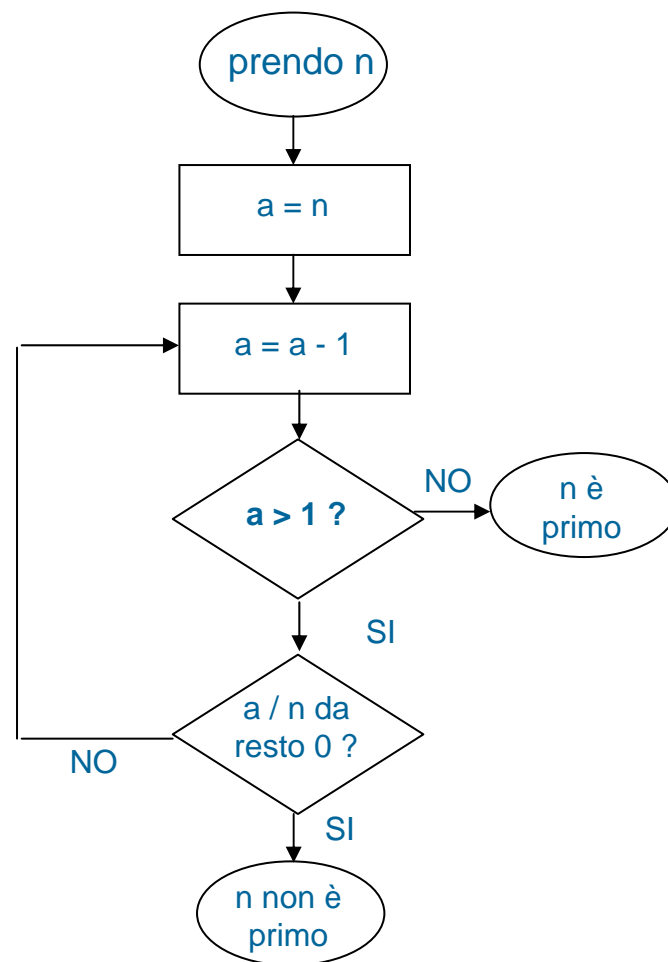 prendo n
a = n
a = a - 1
a > 1 ?
NO
n è
primo
SI
a / n da
resto 0 ?
NO
SI
n non è
primo